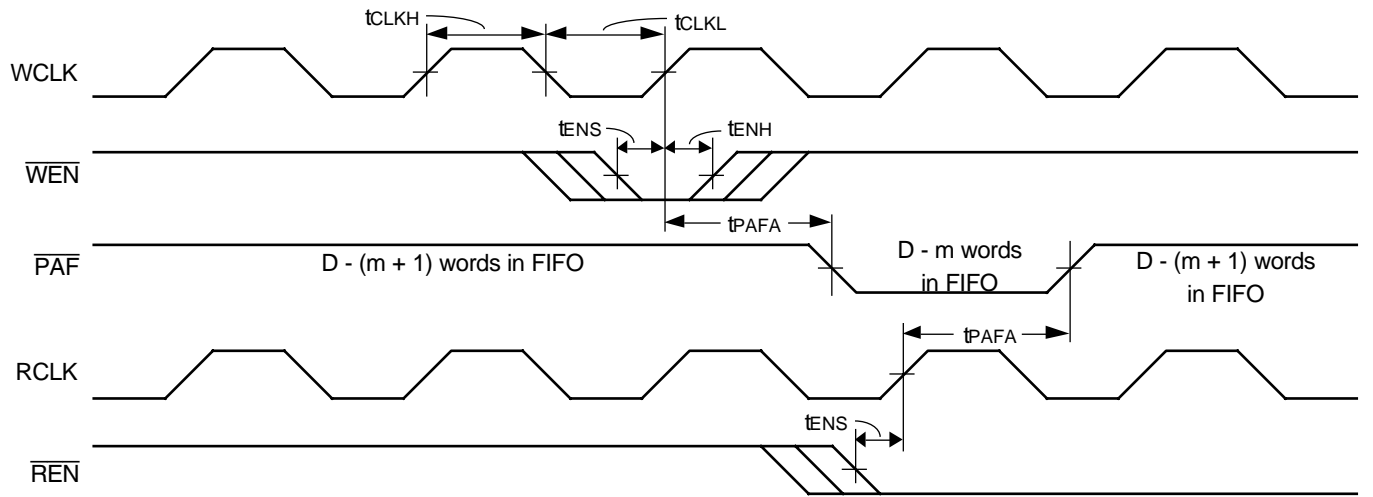 tCLKH
tCLKL
WCLK
tENS
tENH
WEN
tPAFA
PAF
D - (m + 1) words in FIFO
D - m words
in FIFO
D - (m + 1) words
in FIFO
tPAFA
RCLK
tENS
REN